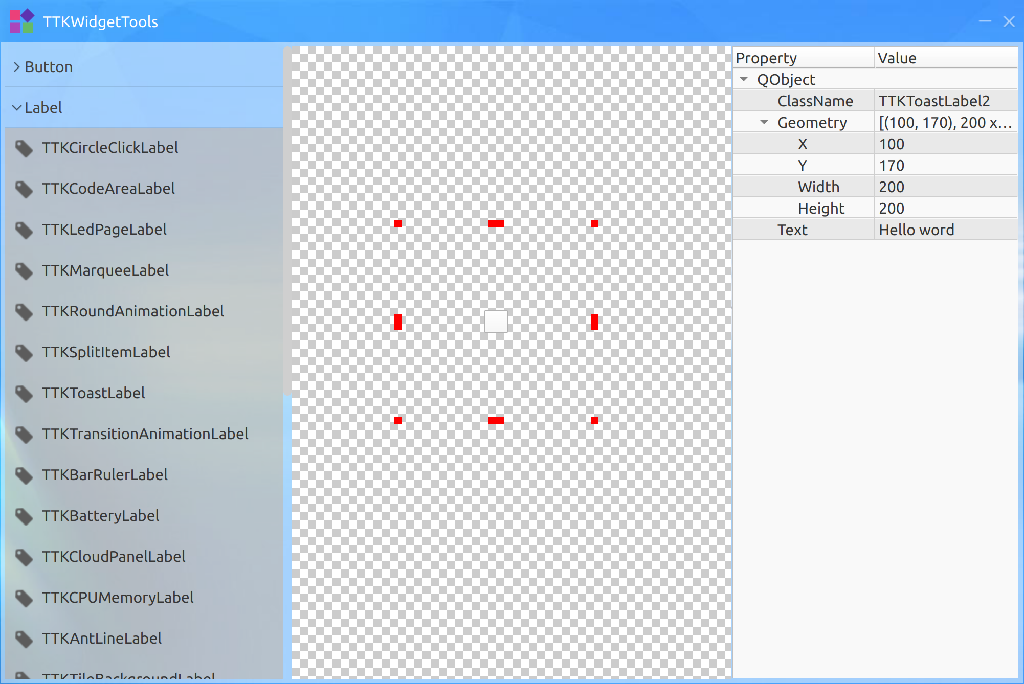 TTKWidgetTools
Button
Label
TTKCircleClickLabel
TTKCodeAreaLabel
TTKLedPageLabel
TTKMarqueeLabel
TTKRoundAnimationLabel
TTKSplitItemLabel
TTKToastLabel
TTKTransitionAnimationLabel
TTKBarRulerLabel
TTKBatteryLabel
TTKCloudPanelLabel
TTKCPUMemoryLabel
TTKAntLineLabel
TTKTileBackgroundLabel
Property Value
QObject
ClassName TTKToastLabel2
Geometry [(100, 170), 200 x...
X 100
Y 170
Width 200
Height 200
Text Hello word